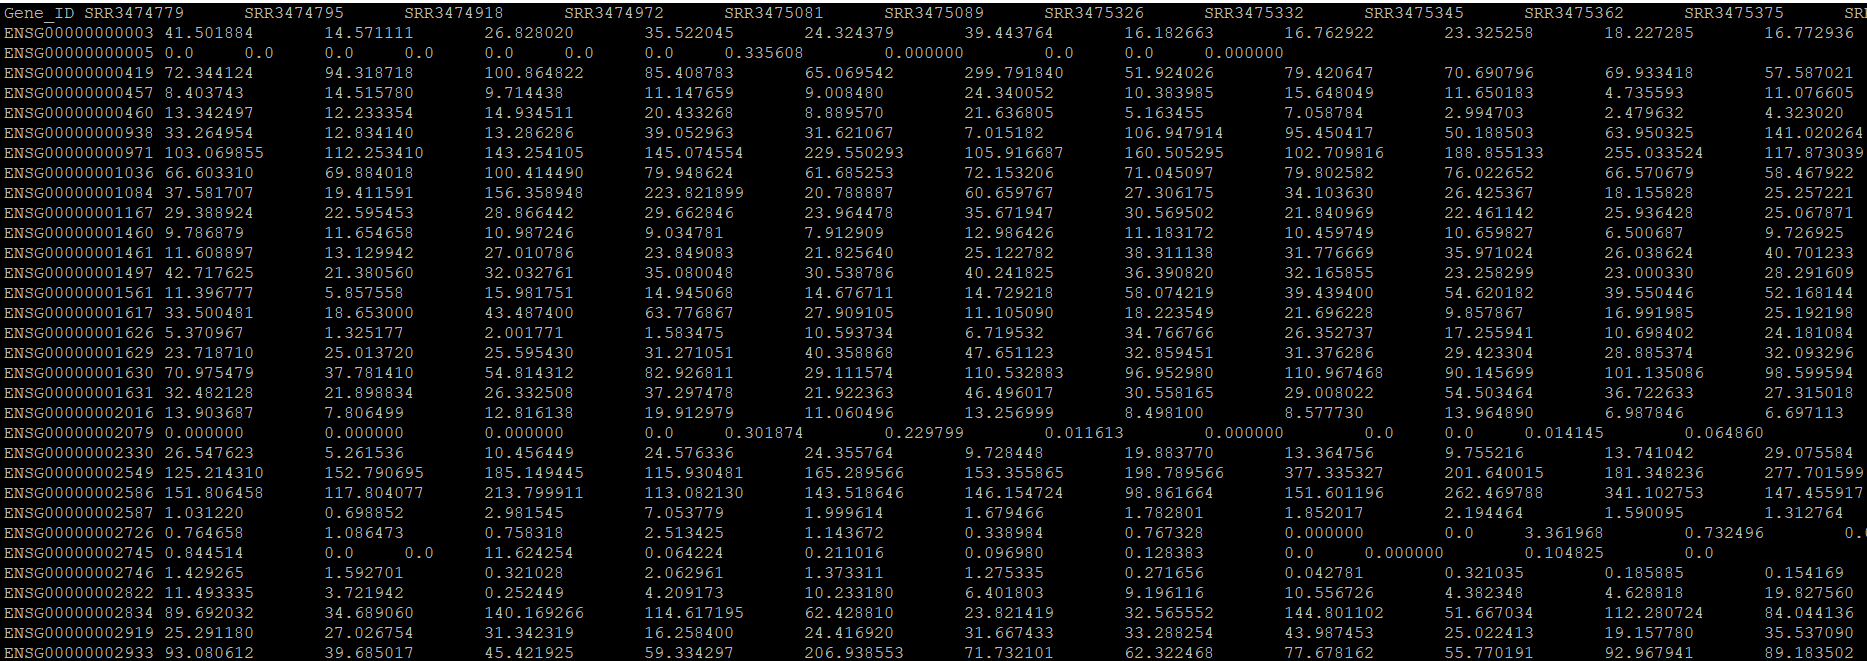 Gene_ID SRR3474779 SRR3474795 SRR3474918 SRR3474972 SRR3475081 SRR3475089 SRR3475326 SRR3475332 SRR3475345 SRR3475362 SRR3475375
ENSG00000000003 41.501884 14.571111 26.828020 35.522045 24.324379 39.443764 16.182663 16.762922 23.325258 18.227285 16.772936
ENSG00000000005 0.0 0.0 0.0 0.0 0.0 0.0 0.0 0.335608 0.000000 0.0 0.0 0.000000
ENSG00000000419 72.344124 94.318718 100.864822 85.408783 65.069542 299.791840 51.924026 79.420647 70.690796 69.933418 57.587021
ENSG00000000457 8.403743 14.515780 9.714438 11.147659 9.008480 24.340052 10.383985 15.648049 11.650183 4.735593 11.076605
ENSG00000000460 13.342497 12.233354 14.934511 20.433268 8.889570 21.636805 5.163455 7.058784 2.994703 2.479632 4.323020
ENSG00000000938 33.264954 12.834140 13.286286 39.052963 31.621067 7.015182 106.947914 95.450417 50.188503 63.950325 141.020264
ENSG00000000971 103.069855 112.253410 143.254105 145.074554 229.550293 105.916687 160.505295 102.709816 188.855133 255.033524 117.873039
ENSG00000001036 66.603310 69.884018 100.414490 79.948624 61.685253 72.153206 71.045097 79.802582 76.022652 66.570679 58.467922
ENSG00000001084 37.581707 19.411591 156.358948 223.821899 20.788887 60.659767 27.306175 34.103630 26.425367 18.155828 25.257221
ENSG00000001167 29.388924 22.595453 28.866442 29.662846 23.964478 35.671947 30.569502 21.840969 22.461142 25.936428 25.067871
ENSG00000001460 9.786879 11.654658 10.987246 9.034781 7.912909 12.986426 11.183172 10.459749 10.659827 6.500687 9.726925
ENSG00000001461 11.608897 13.129942 27.010786 23.849083 21.825640 25.122782 38.311138 31.776669 35.971024 26.038624 40.701233
ENSG00000001497 42.717625 21.380560 32.032761 35.080048 30.538786 40.241825 36.390820 32.165855 23.258299 23.000330 28.291609
ENSG00000001561 11.396777 5.857558 15.981751 14.945068 14.676711 14.729218 58.074219 39.439400 54.620182 39.550446 52.168144
ENSG00000001617 33.500481 18.653000 43.487400 63.776867 27.909105 11.105090 18.223549 21.696228 9.857867 16.991985 25.192198
ENSG00000001626 5.370967 1.325177 2.001771 1.583475 10.593734 6.719532 34.766766 26.352737 17.255941 10.698402 24.181084
ENSG00000001629 23.718710 25.013720 25.595430 31.271051 40.358868 47.651123 32.859451 31.376286 29.423304 28.885374 32.093296
ENSG00000001630 70.975479 37.781410 54.814312 82.926811 29.111574 110.532883 96.952980 110.967468 90.145699 101.135086 98.599594
ENSG00000001631 32.482128 21.898834 26.332508 37.297478 21.922363 46.496017 30.558165 29.008022 54.503464 36.722633 27.315018
ENSG00000002016 13.903687 7.806499 12.816138 19.912979 11.060496 13.256999 8.498100 8.577730 13.964890 6.987846 6.697113
ENSG00000002079 0.000000 0.000000 0.000000 0.0 0.301874 0.229799 0.011613 0.000000 0.0 0.0 0.014145 0.064860
ENSG00000002330 26.547623 5.261536 10.456449 24.576336 24.355764 9.728448 19.883770 13.364756 9.755216 13.741042 29.075584
ENSG00000002549 125.214310 152.790695 185.149445 115.930481 165.289566 153.355865 198.789566 377.335327 201.640015 181.348236 277.701599
ENSG00000002586 151.806458 117.804077 213.799911 113.082130 143.518646 146.154724 98.861664 151.601196 262.469788 341.102753 147.455917
ENSG00000002587 1.031220 0.698852 2.981545 7.053779 1.999614 1.679466 1.782801 1.852017 2.194464 1.590095 1.312764
ENSG00000002726 0.764658 1.086473 0.758318 2.513425 1.143672 0.338984 0.767328 0.000000 0.0 3.361968 0.732496
ENSG00000002745 0.844514 0.0 0.0 11.624254 0.064224 0.211016 0.096980 0.128383 0.0 0.000000 0.104825 0.0
ENSG00000002746 1.429265 1.592701 0.321028 2.062961 1.373311 1.275335 0.271656 0.042781 0.321035 0.185885 0.154169
ENSG00000002822 11.493335 3.721942 0.252449 4.209173 10.233180 6.401803 9.196116 10.556726 4.382348 4.628818 19.827560
ENSG00000002834 89.692032 34.689060 140.169266 114.617195 62.428810 23.821419 32.565552 144.801102 51.667034 112.280724 84.044136
ENSG00000002919 25.291180 27.026754 31.342319 16.258400 24.416920 31.667433 33.288254 43.987453 25.022413 19.157780 35.537090
ENSG00000002933 93.080612 39.685017 45.421925 59.334297 206.938553 71.732101 62.322468 77.678162 55.770191 92.967941 89.183502